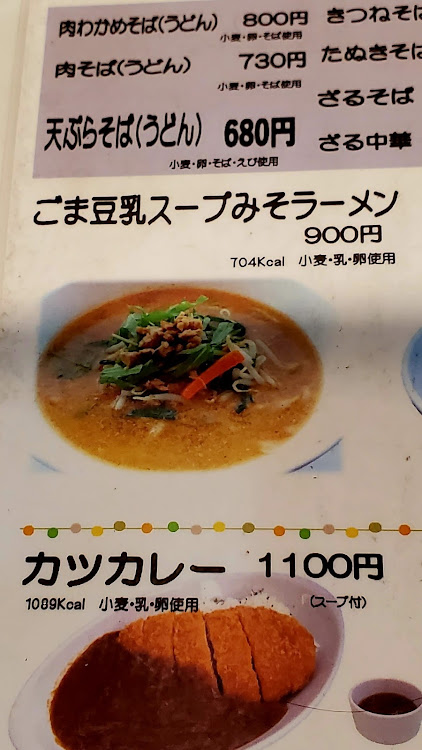 肉わかめそば(うどん) 800円
小麦・卵・そば使用
肉そば(うどん) 730円
小麦・卵・そば使用
天ぷらそば(うどん) 680円
小麦・卵・そば・えび使用
きつねそ
たぬきそ
ざるそば
ざる中華
ごま豆乳スープみそラーメン
900円
704Kcal 小麦・乳・卵使用
カツカレー 1100円
1089Kcal 小麦・乳・卵使用 (スープ付)